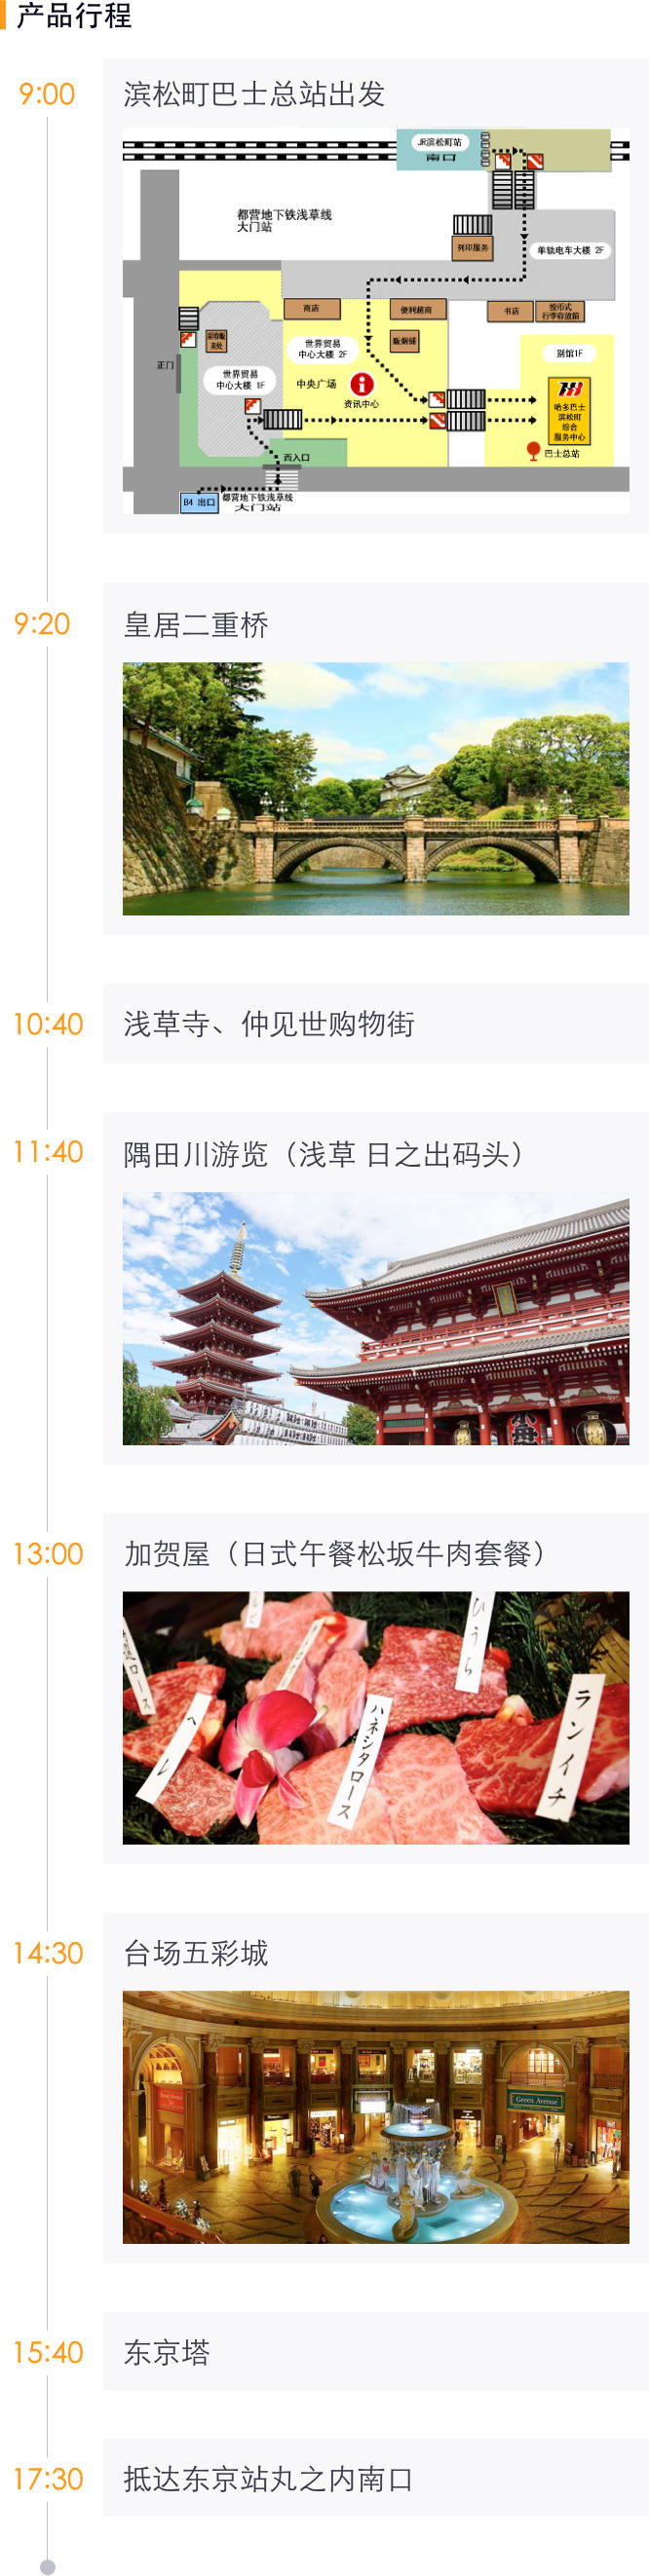 产品行程
9:00
滨松町巴士总站出发
JR滨松町站
南口
都营地下铁浅草线
大门站
列印服务
单轨电车大楼 2F
商店
便利超商
书店
投币式
行李存放箱
世界贸易
中心大楼 2F
别馆1F
正门
世界贸易
中心大楼 1F
中央广场
资讯中心
哈多巴士
滨松町
综合
服务中心
西入口
巴士总站
B4 出口
都营地下铁浅草线
大门站
9:20
皇居二重桥
10:40
浅草寺、仲见世购物街
11:40
隅田川游览（浅草 日之出码头）
13:00
加贺屋（日式午餐松坂牛肉套餐）
ひうち
ヘレ
ハネシタロース
ランイチ
14:30
台场五彩城
Green Avenue
15:40
东京塔
17:30
抵达东京站丸之内南口